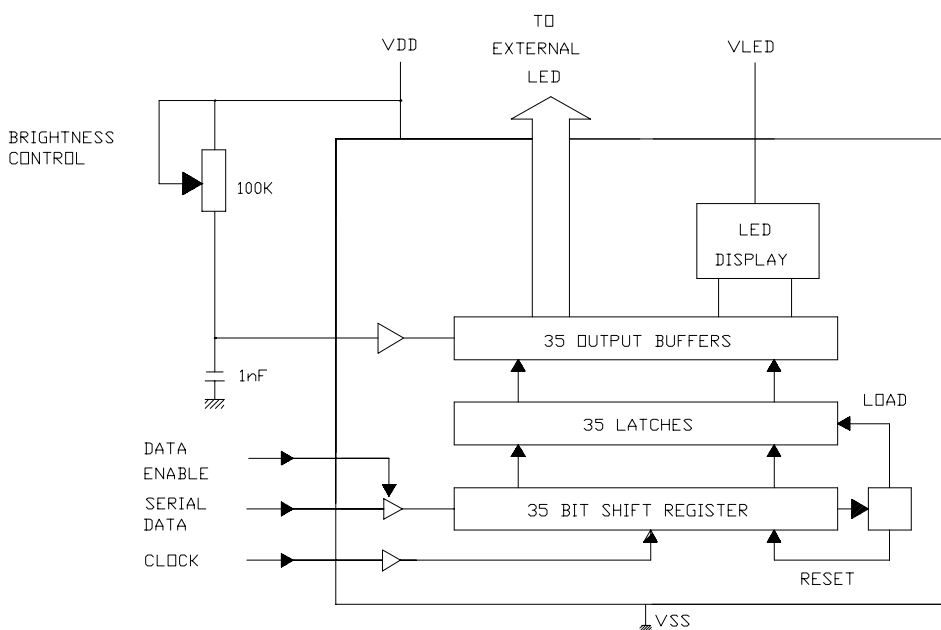 TO
EXTERNAL
LED
VDD
VLED
BRIGHTNESS
CONTROL
100K
LED
DISPLAY
35 OUTPUT BUFFERS
1nF
LOAD
35 LATCHES
DATA
ENABLE
SERIAL
DATA
35 BIT SHIFT REGISTER
CLOCK
RESET
VSS